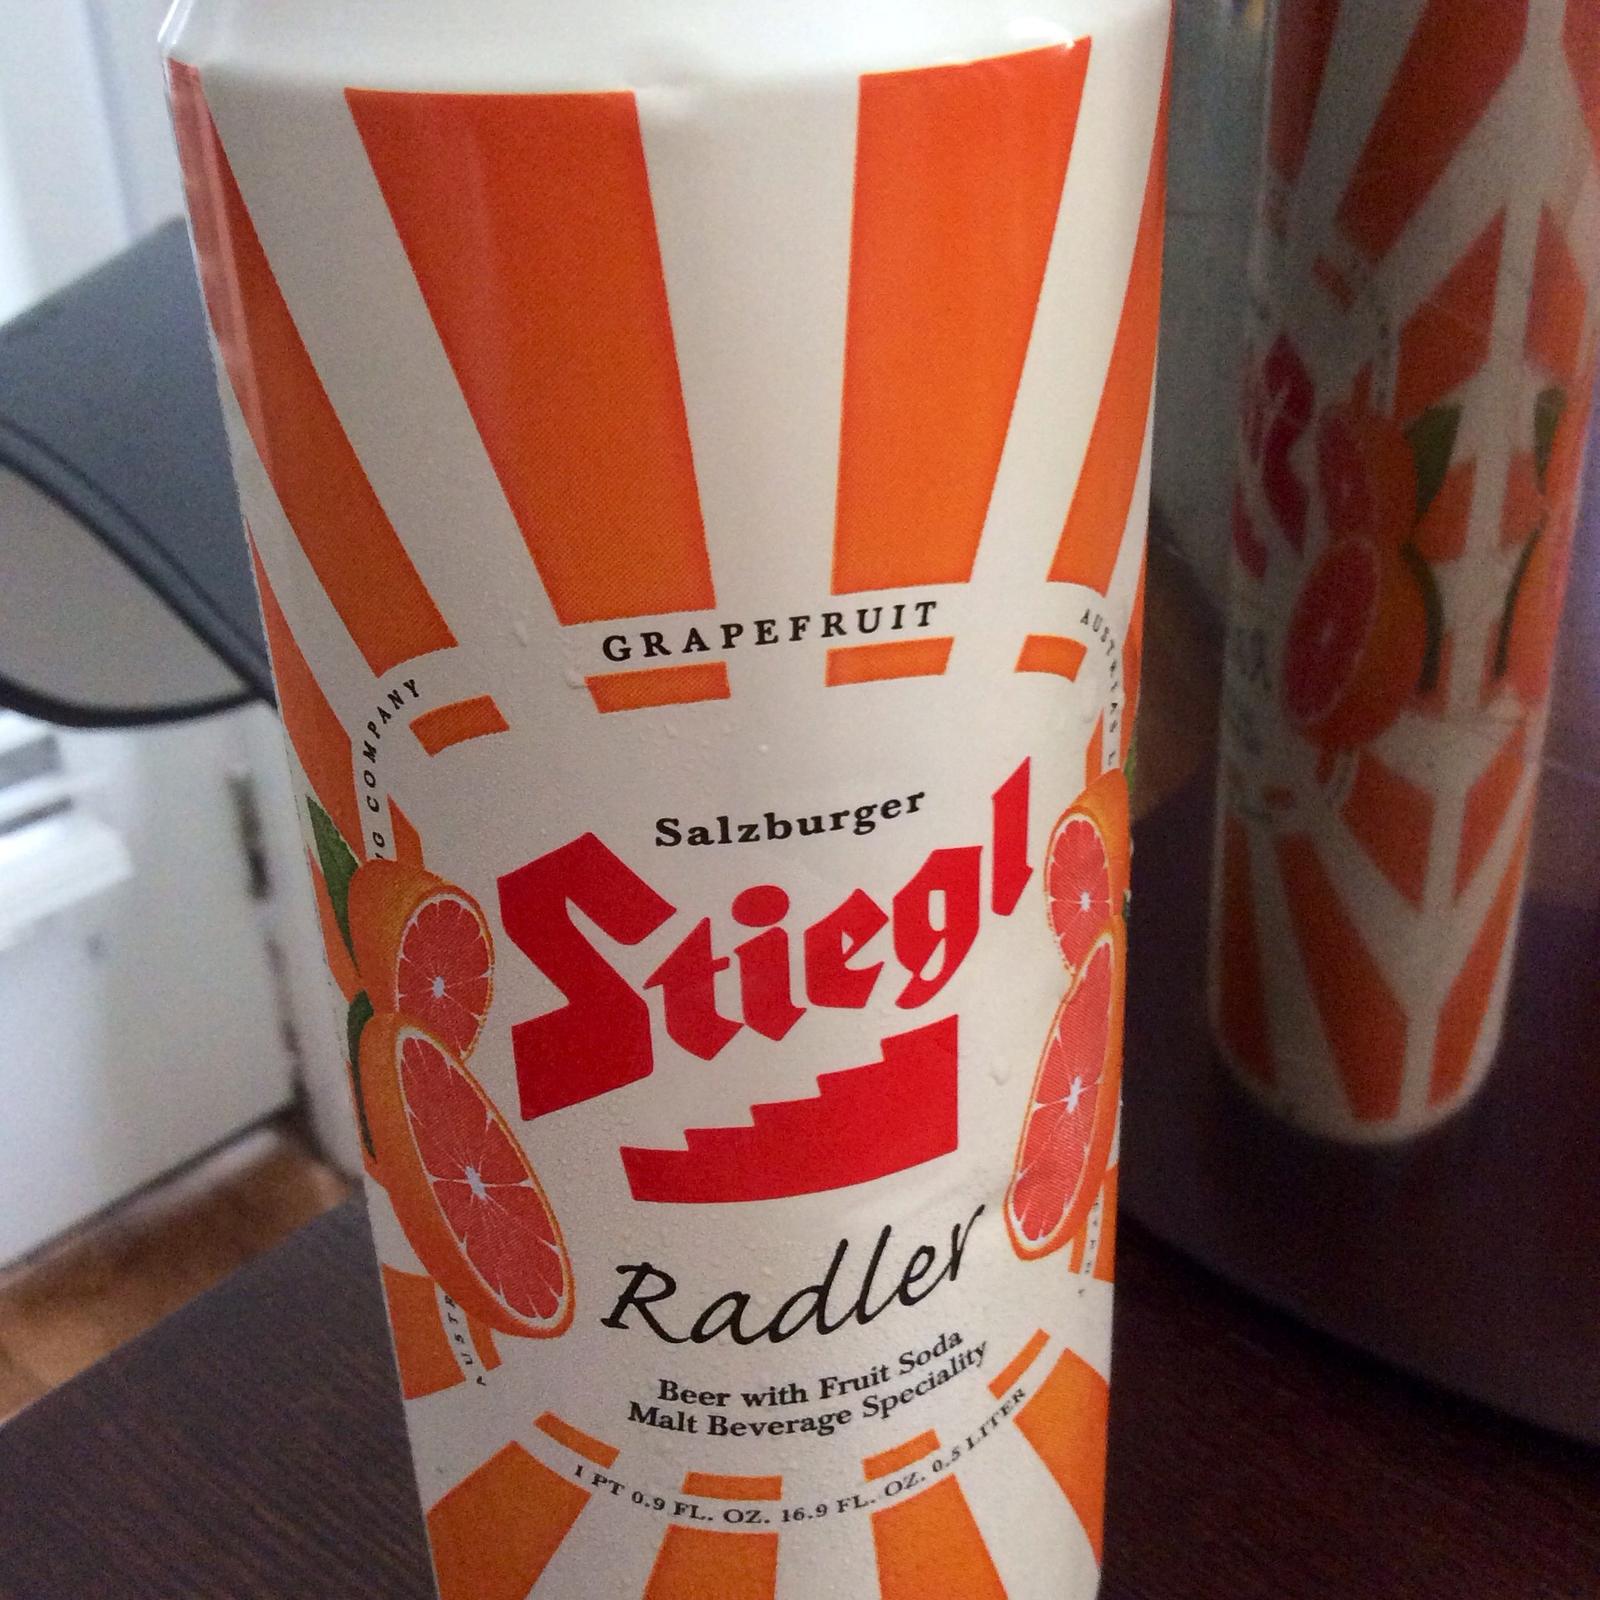 GRAPEFRUIT
COMPANY
Salzburger
Stiegl
Radler
Beer with Fruit Soda
Malt Beverage Speciality
1 PT 0.9 FL. OZ. 16.9 FL. OZ. 0.5 LITER